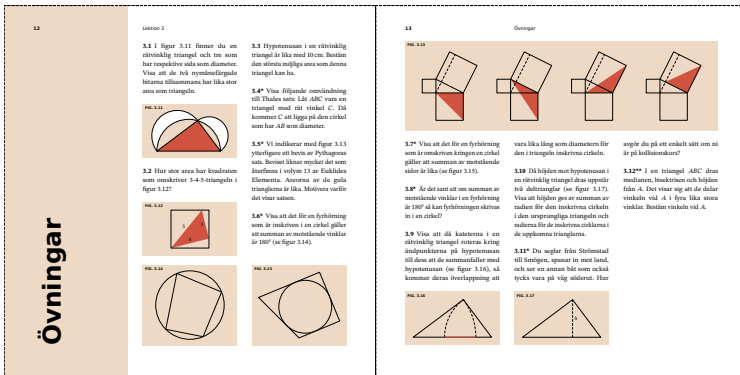 12
Lektion 3
Övningar
3.1 I figur 3.11 finner du en
rätvinklig triangel och tre som
har respektive sida som diameter.
Visa att de två nymåneférgade
bitarna tillsammans har lika stor
area som triangeln.
FIG. 3.11
3.2 Hur stor area har kvadraten
som omskriver 3-4-5-triangeln i
figur 3.12?
FIG. 3.12
5
3
4
FIG. 3.14
3.3 Hypotenusan i en rätvinklig
triangel är lika med 10 cm. Bestäm
den största möjliga area som denna
triangel kan ha.
3.4* Visa följande omvändning
till Thales sats: Låt ABC vara en
triangel med rät vinkel C. Då
kommer C att ligga på den cirkel
som har AB som diameter.
3.5* Vi indikerar med figur 3.13
ytterligare ett bevis av Pythagoras
sats. Beviset liknar mycket det som
finns i volym 13 av Euklides
Elementa. Areorna av de gula
trianglarna är lika. Motivera varför
det visar satsen.
3.6* Visa att det för en fyrhörning
som är inskriven i en cirkel gäller
att summan av motstående vinklar
är 180° (se figur 3.14).
FIG. 3.15
13
Övningar
FIG. 3.13
3.7* Visa att det för en fyrhörning
som är omskriven kring en cirkel
gäller att summan av motstående
sidor är lika (se figur 3.15).
3.8* Är det sant att om summan av
motstående vinklar i en fyrhörning
är 180° så kan fyrhörningen skrivas
in i en cirkel?
3.9 Visa att då kateterna i en
rätvinklig triangel roteras kring
ändpunkterna på hypotenusan
till dess att de sammanfaller med
hypotenusan (se figur 3.16), så
kommer deras överlappning att
FIG. 3.16
vara lika lång som diametern för
den i triangeln inskrivna cirkeln.
3.10 Då höjden mot hypotenusan i
en rätvinklig triangel dras uppstår
två deltrianglar (se figur 3.17).
Visa att höjden ges av summan av
radien för den inskrivna cirkeln
i den ursprungliga triangeln och
radierna för de inskrivna cirklarna i
de uppkomna trianglarna.
3.11* Du seglar från Strömstad
till Smögen, spanar in mot land,
och ser en annan båt som också
tycks vara på väg söderut. Hur
FIG. 3.17
h
avgör du på ett enkelt sätt om ni
är på kollisionskurs?
3.12** I en triangel ABC dras
medianen, bisektrisen och höjden
från A. Det visar sig att de delar
vinkeln vid A i fyra lika stora
vinklar. Bestäm vinkeln vid A.